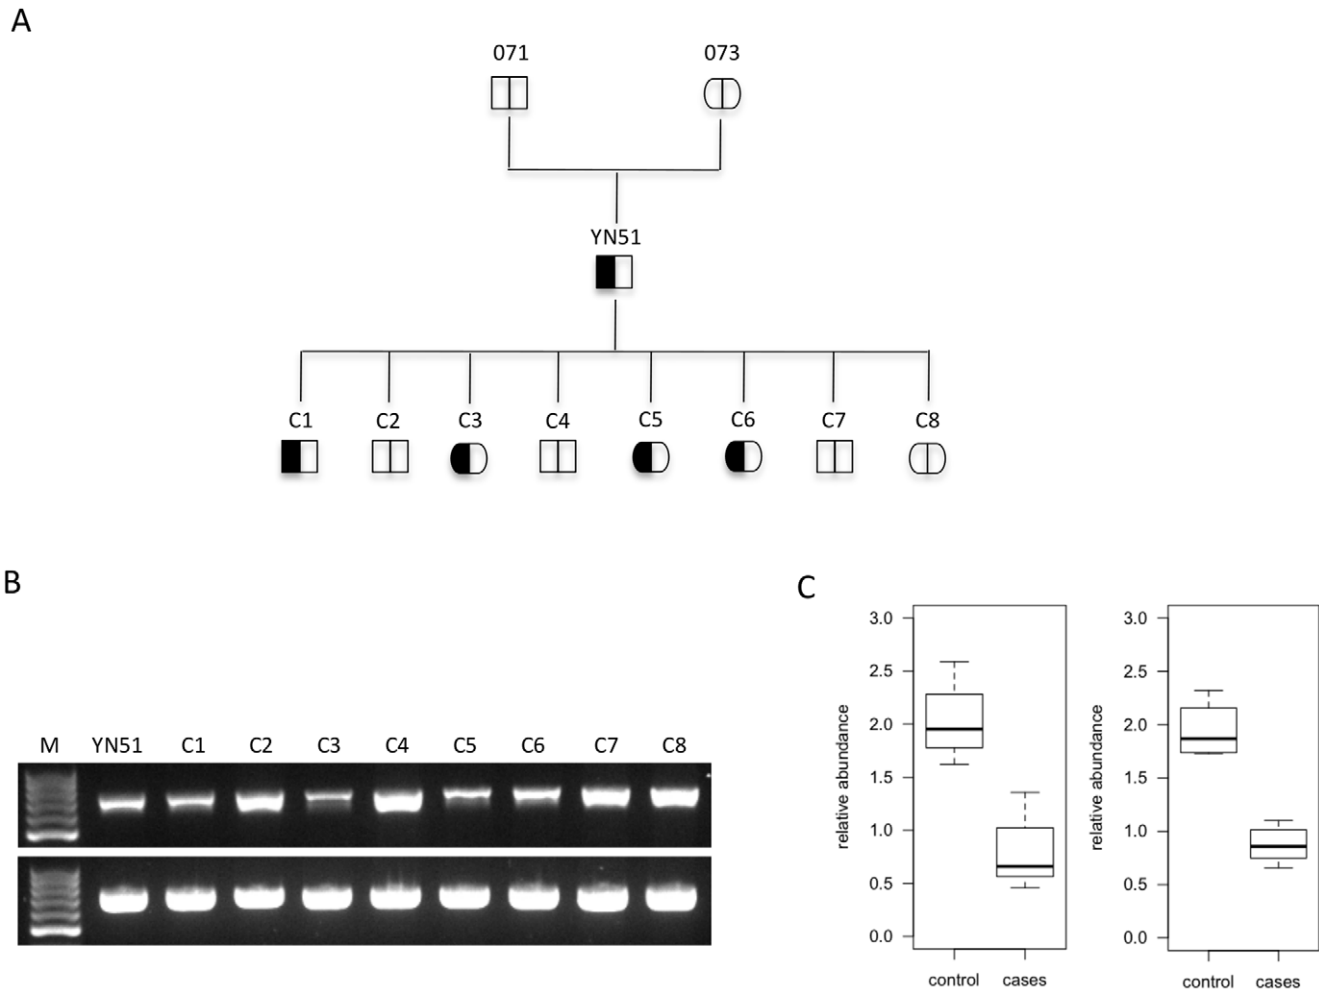 A
071 073
YN51
C1 C2 C3 C4 C5 C6 C7 C8
B
M YN51 C1 C2 C3 C4 C5 C6 C7 C8
C
3.0
2.5
2.0
1.5
1.0
0.5
0.0
relative abundance
control cases
3.0
2.5
2.0
1.5
1.0
0.5
0.0
relative abundance
control cases